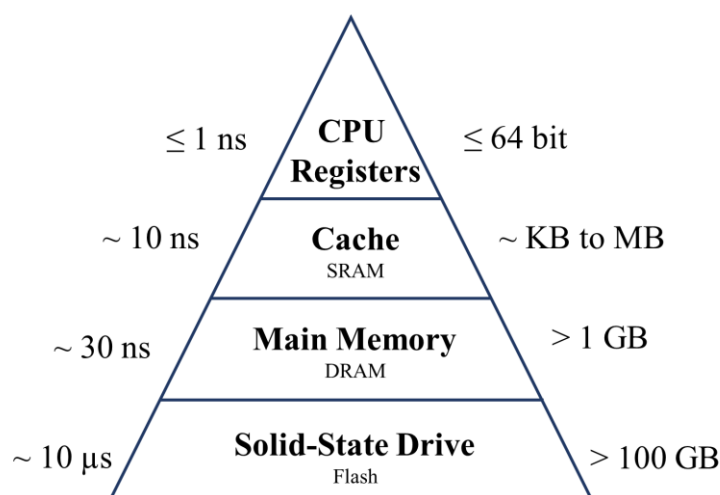 ≤ 1 ns
CPU
Registers
≤ 64 bit
~ 10 ns
Cache
SRAM
~ KB to MB
~ 30 ns
Main Memory
DRAM
> 1 GB
~ 10 µs
Solid-State Drive
Flash
> 100 GB